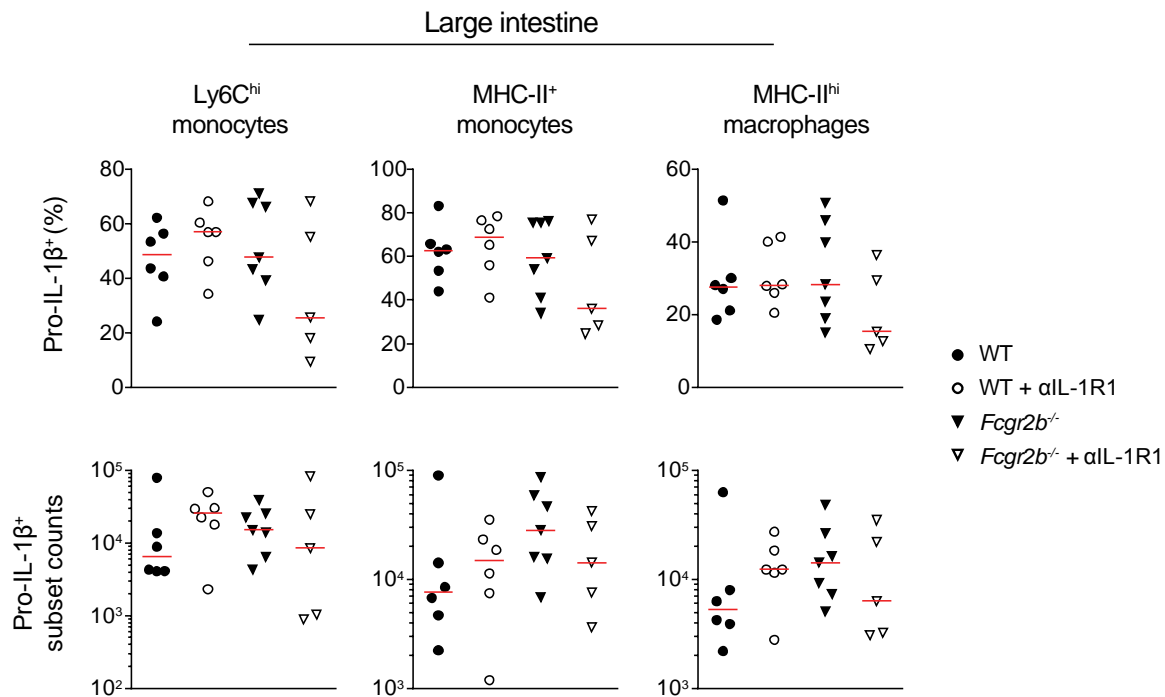 Large intestine
Ly6Cʰⁱ
monocytes
MHC-II⁺
monocytes
MHC-IIʰⁱ
macrophages
Pro-IL-1β⁺ (%)
80
60
40
20
0
100
80
60
40
20
0
60
40
20
0
WT
WT + αIL-1R1
Fcgr2b⁻/⁻
Fcgr2b⁻/⁻ + αIL-1R1
Pro-IL-1β⁺
subset counts
10⁵
10⁴
10³
10²
10⁵
10⁴
10³
10⁵
10⁴
10³